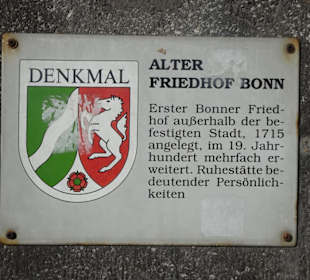 DENKMAL
ALTER
FRIEDHOF BONN
Erster Bonner Fried-
hof außerhalb der be-
festigten Stadt, 1715
angelegt, im 19. Jahr-
hundert mehrfach er-
weitert. Ruhestätte be-
deutender Persönlich-
keiten